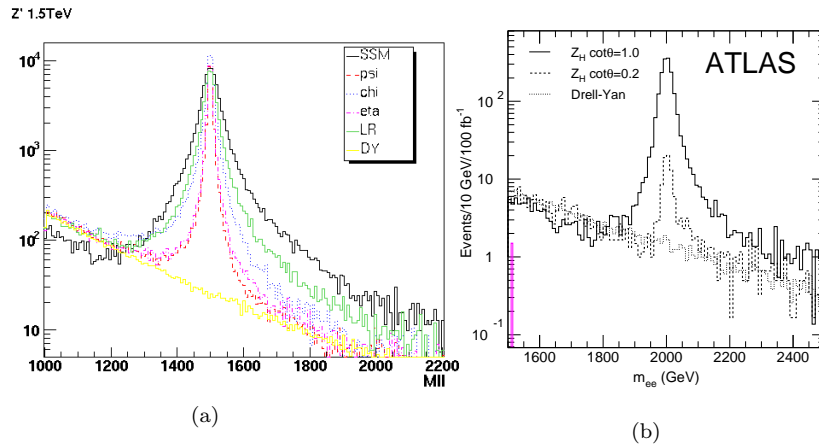 Z' 1.5TeV
10⁴
10³
10²
10
1000 1200 1400 1600 1800 2000 2200
Mll
SSM
psi
chi
eta
LR
DY
(a)
Events/10 GeV/100 fb⁻¹
10²
10
1
10⁻¹
Z_H cotθ=1.0
Z_H cotθ=0.2
Drell-Yan
ATLAS
1600 1800 2000 2200 2400
m_ee (GeV)
(b)